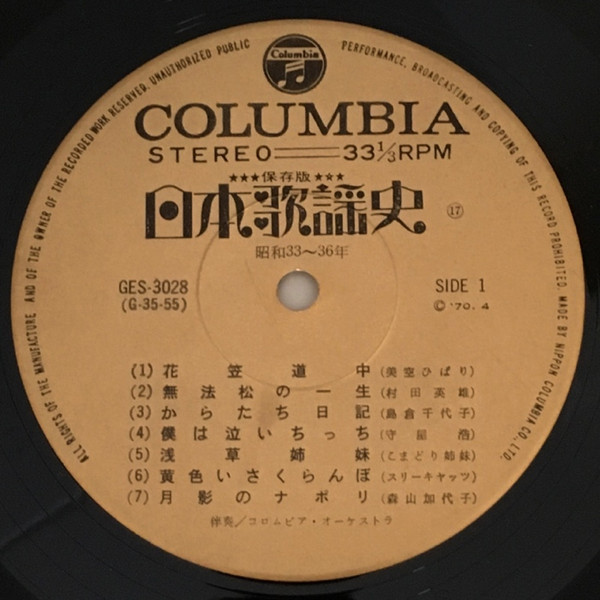 ALL RIGHTS OF THE MANUFACTURE AND OF THE OWNER OF THE RECORDED WORK RESERVED. UNAUTHORIZED PUBLIC PERFORMANCE, BROADCASTING AND COPYING OF THIS RECORD PROHIBITED. MADE BY NIPPON COLUMBIA CO., LTD.
Columbia
COLUMBIA
STEREO 33⅓RPM
★★★保存版★★★
日本歌謡史 ⑰
昭和33〜36年
GES-3028 SIDE 1
(G-35-55) © '70. 4
(1) 花笠道中 (美空ひばり)
(2) 無法松の一生 (村田英雄)
(3) からたち日記 (島倉千代子)
(4) 僕は泣いちっち (守屋浩)
(5) 浅草姉妹 (こまどり姉妹)
(6) 黄色いさくらんぼ (スリーキャッツ)
(7) 月影のナポリ (森山加代子)
伴奏/コロムビア・オーケストラ